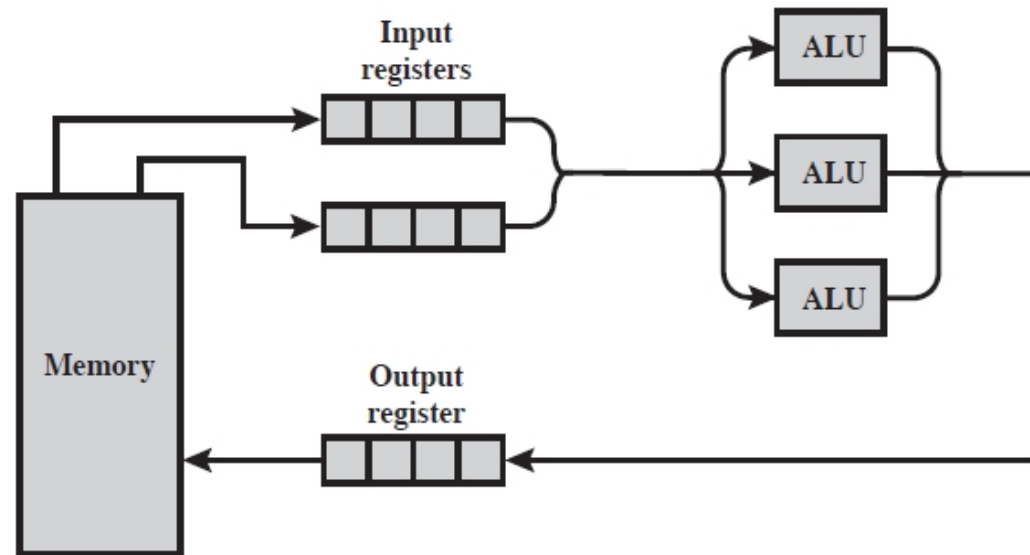 Input
registers
ALU
ALU
ALU
Memory
Output
register